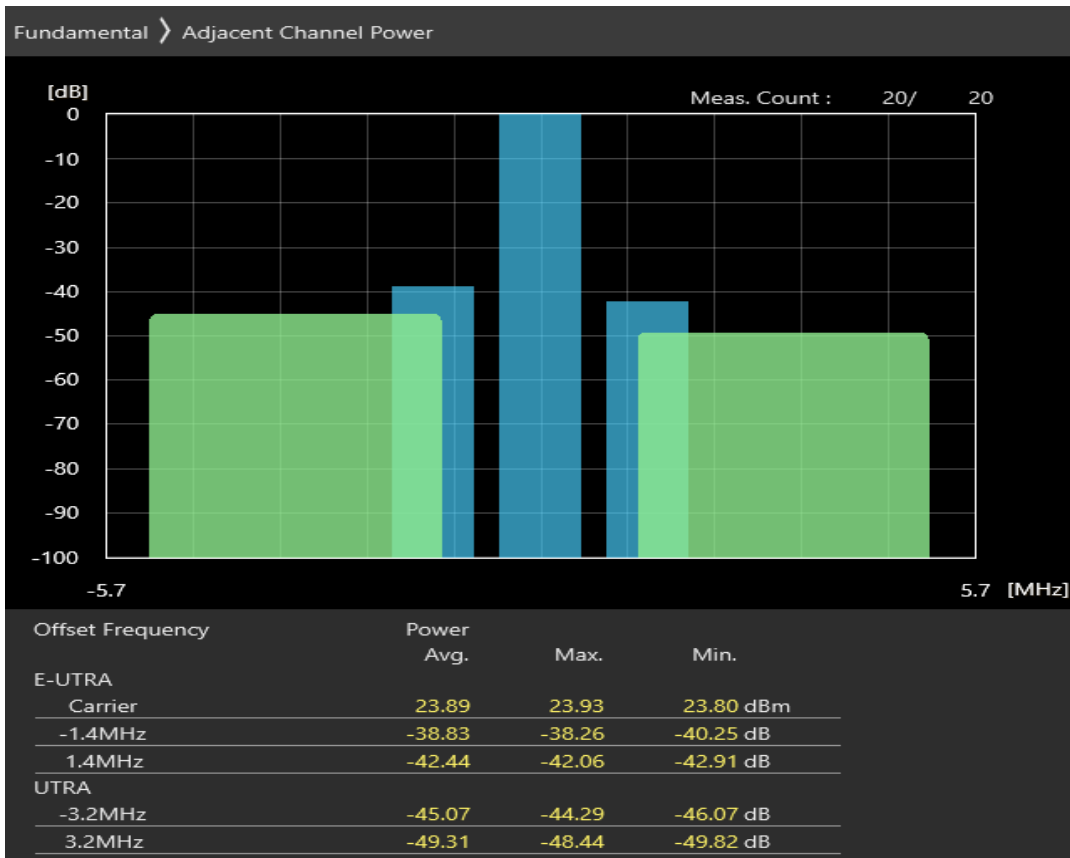 Fundamental 〉 Adjacent Channel Power
[dB]
Meas. Count : 20/ 20
0
-10
-20
-30
-40
-50
-60
-70
-80
-90
-100
-5.7 5.7 [MHz]
Offset Frequency Power
Avg. Max. Min.
E-UTRA
Carrier 23.89 23.93 23.80 dBm
-1.4MHz -38.83 -38.26 -40.25 dB
1.4MHz -42.44 -42.06 -42.91 dB
UTRA
-3.2MHz -45.07 -44.29 -46.07 dB
3.2MHz -49.31 -48.44 -49.82 dB